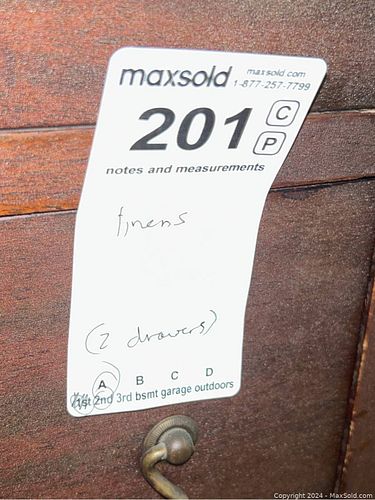 maxsold
maxsold.com
1-877-257-7799
201
C
P
notes and measurements
linens
(2 drawers)
A B C D
1st 2nd 3rd bsmt garage outdoors
Copyright 2024 - MaxSold.com